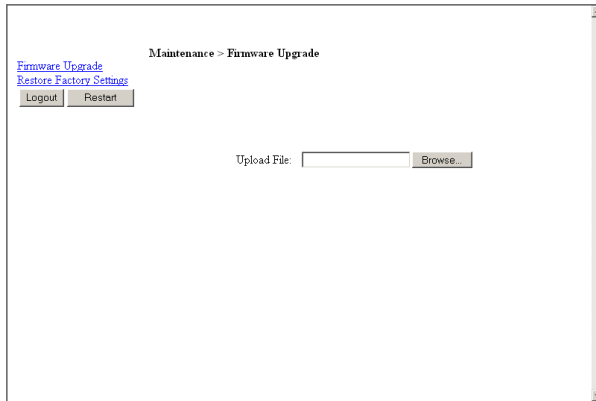 Maintenance > Firmware Upgrade
Firmware Upgrade
Restore Factory Settings
Logout Restart
Upload File: Browse...